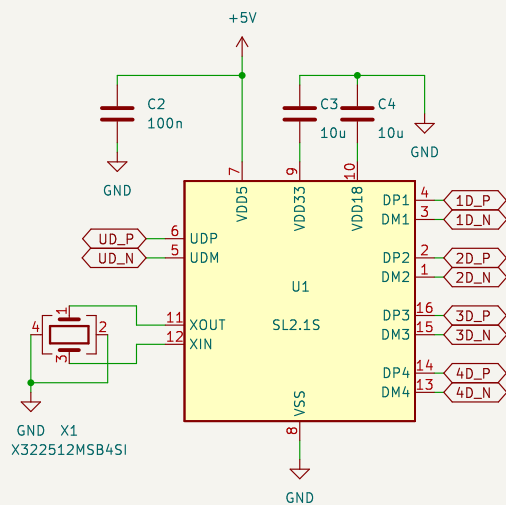 +5V
C2
100n
C3
10u
C4
10u
GND
GND
7
9
10
VDD5
VDD33
VDD18
DP1
4
1D_P
DM1
3
1D_N
UD_P
6
UDP
UD_N
5
UDM
DP2
2
2D_P
DM2
1
2D_N
U1
SL2.1S
1
4
2
3
11
XOUT
12
XIN
DP3
16
3D_P
DM3
15
3D_N
DP4
14
4D_P
DM4
13
4D_N
VSS
8
GND X1
X322512MSB4SI
GND